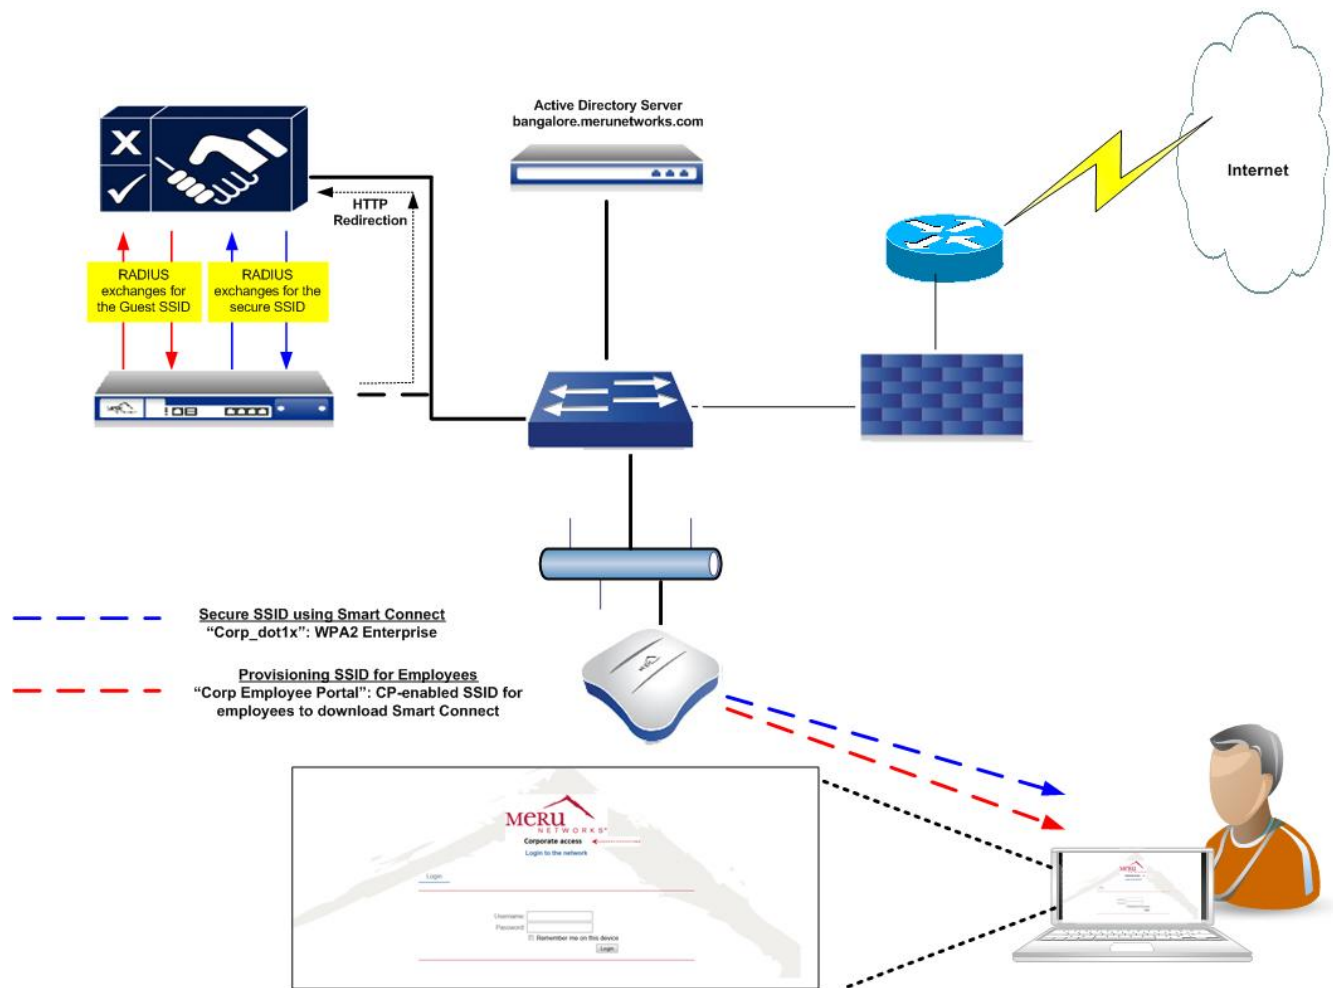 Active Directory Server
bangalore.merunetworks.com
Internet
HTTP
Redirection
RADIUS
exchanges for
the Guest SSID
RADIUS
exchanges for the
secure SSID
Secure SSID using Smart Connect
“Corp_dot1x”: WPA2 Enterprise
Provisioning SSID for Employees
“Corp Employee Portal”: CP-enabled SSID for
employees to download Smart Connect
MERU
NETWORKS
Corporate access
Login to the network
Login
Username:
Password:
Remember me on this device
Login
MERU